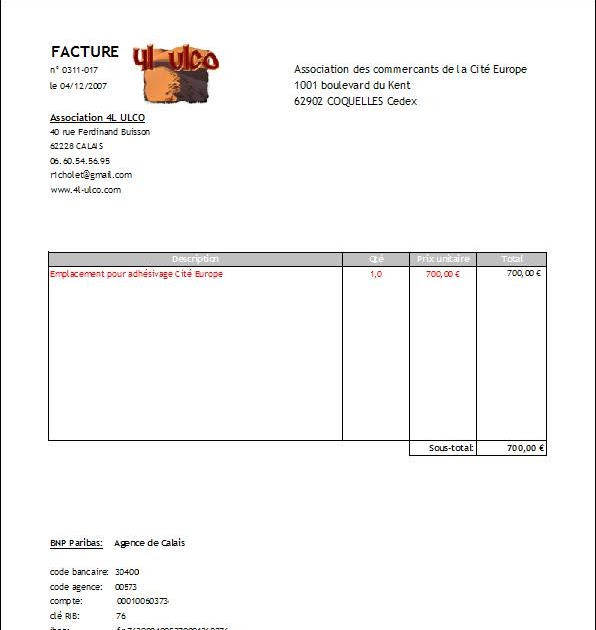 FACTURE
n° 0311-017
le 04/12/2007
4L ulco
Association des commercants de la Cité Europe
1001 boulevard du Kent
62902 COQUELLES Cedex
Association 4L ULCO
40 rue Ferdinand Buisson
62228 CALAIS
06.60.54.56.95
richolet@gmail.com
www.4l-ulco.com
Description Qté Prix unitaire Total
Emplacement pour adhésivage Cité Europe 1,0 700,00 € 700,00 €
Sous-total: 700,00 €
BNP Paribas: Agence de Calais
code bancaire: 30400
code agence: 00573
compte: 00010060373
clé RIB: 76